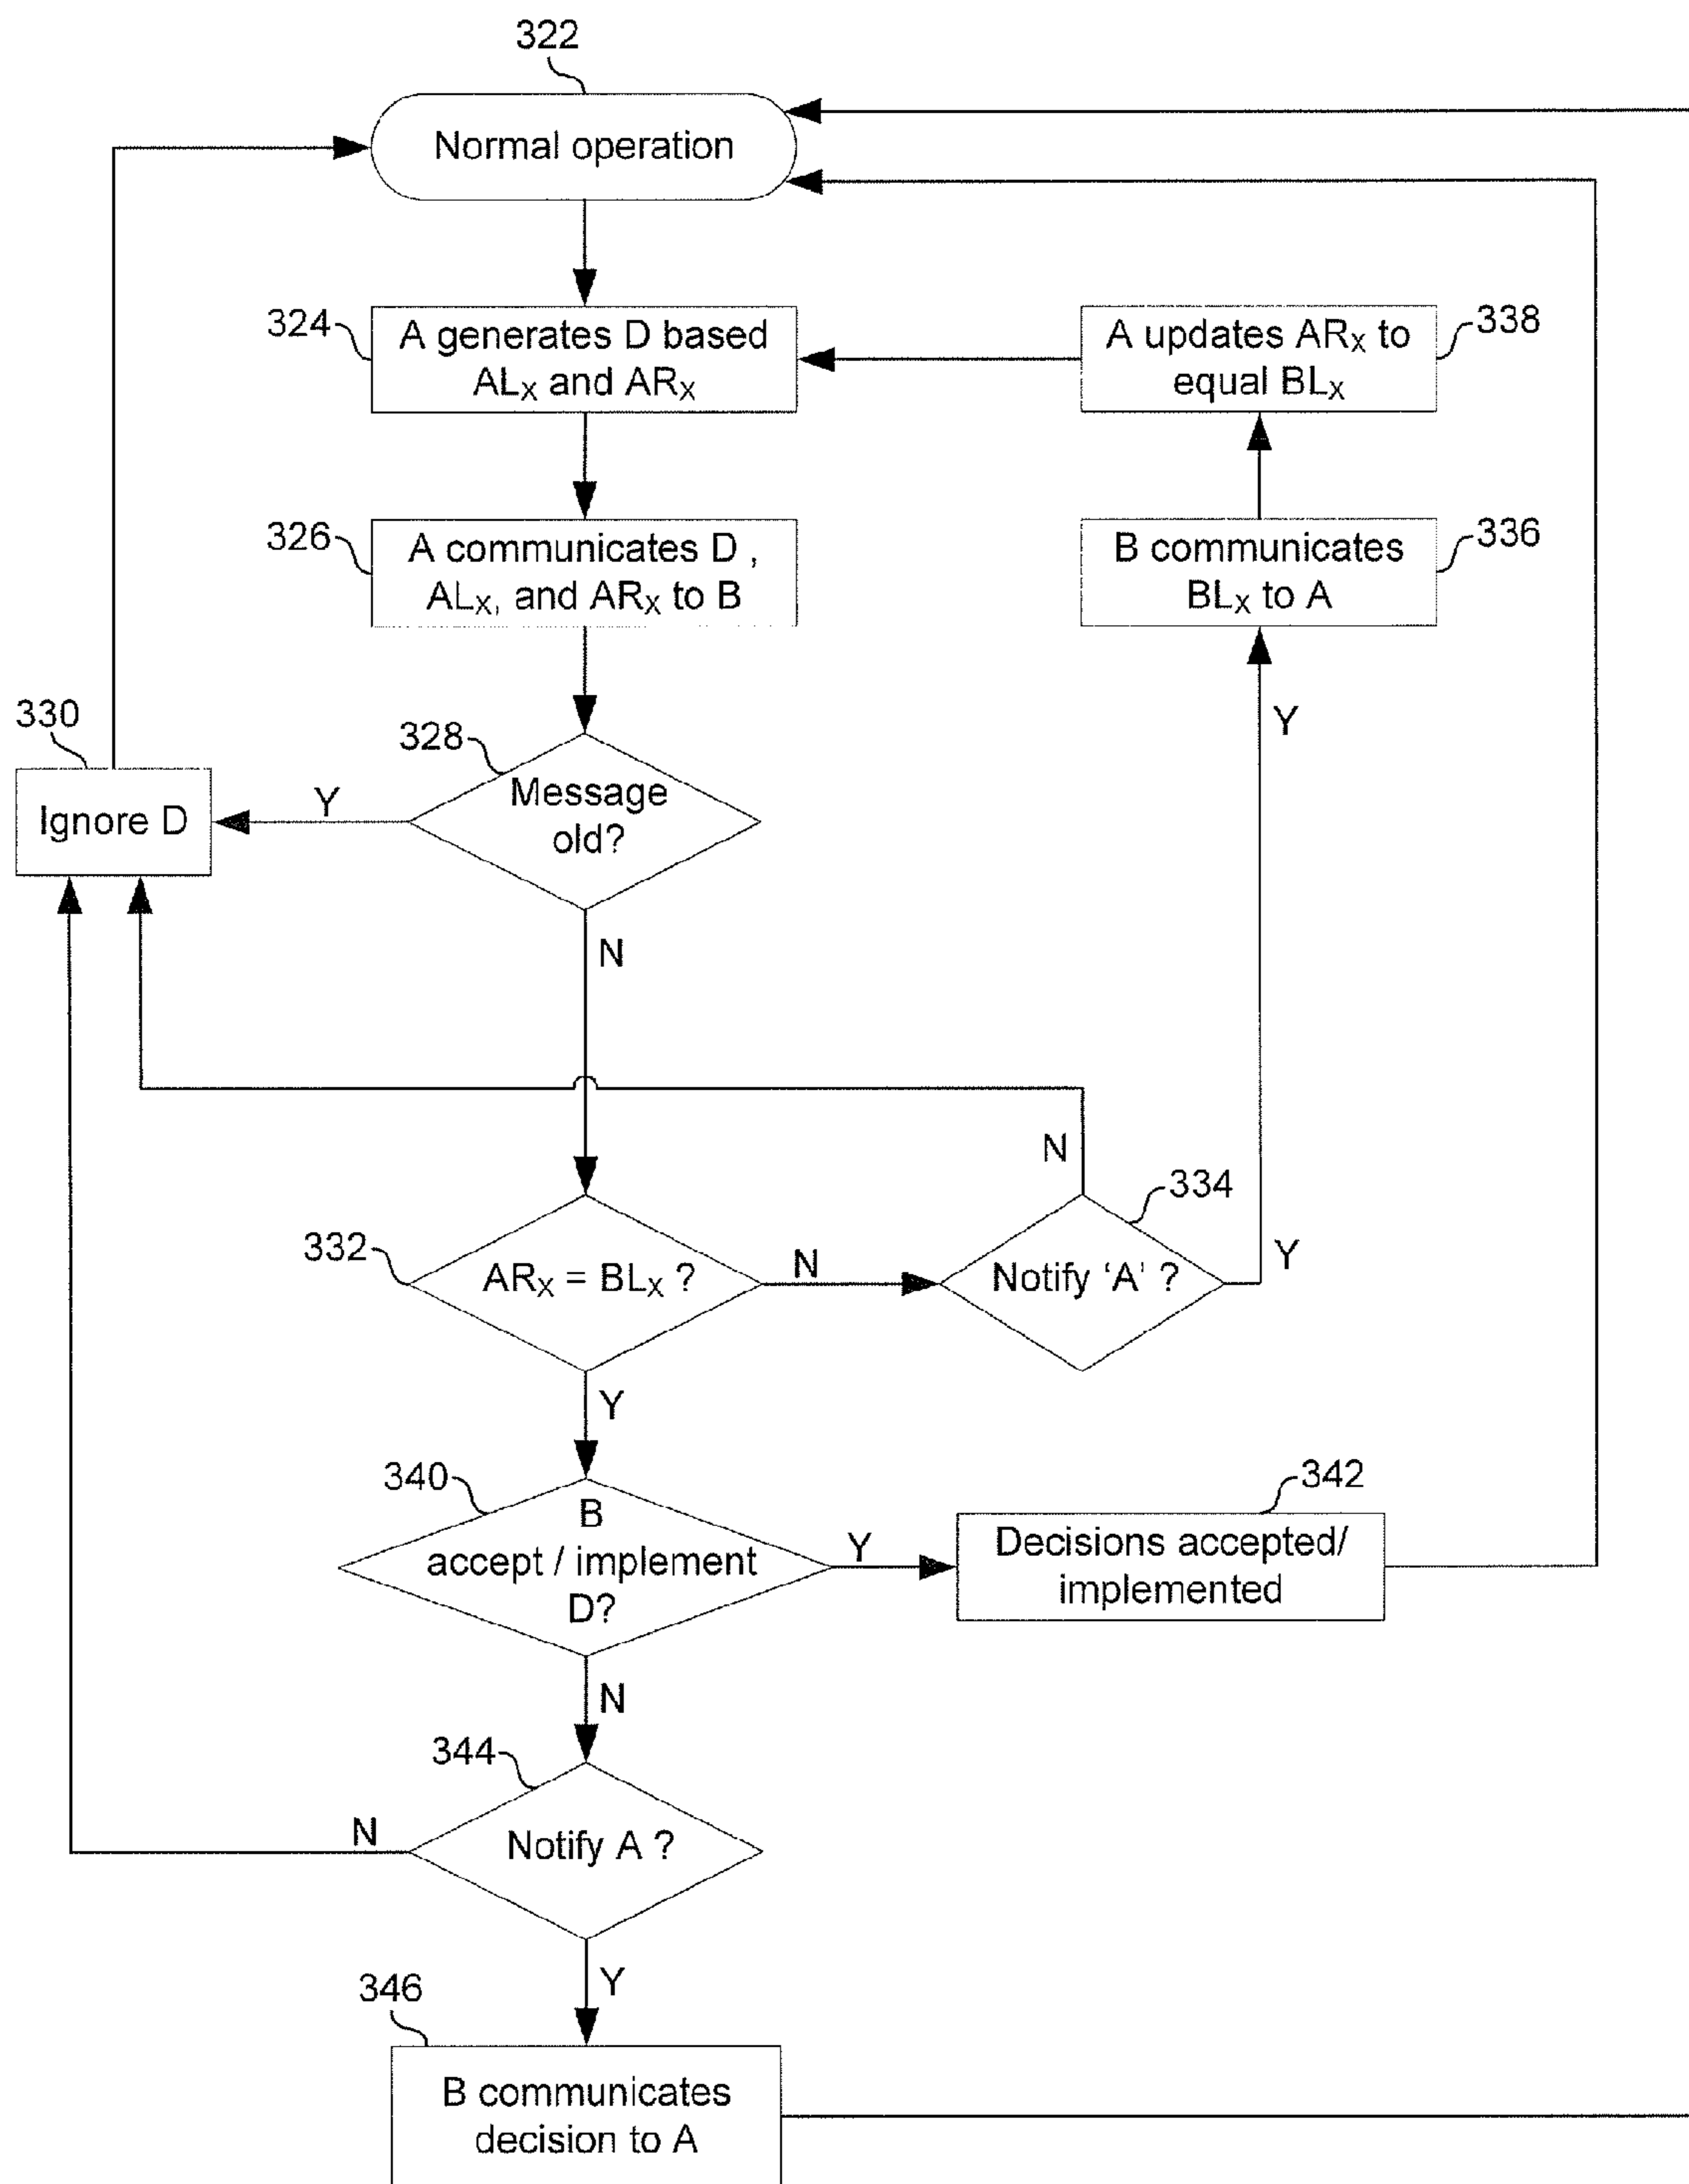 322
Normal operation
324
A generates D based
ALX and ARX
338
A updates ARX to
equal BLX
326
A communicates D ,
ALX, and ARX to B
336
B communicates
BLX to A
330
Ignore D
Y
328
Message
old?
Y
N
N
334
332
ARX = BLX ?
N
Notify ‘A’ ?
Y
Y
340
B
accept / implement
D?
Y
342
Decisions accepted/
implemented
N
344
N
Notify A ?
Y
346
B communicates
decision to A